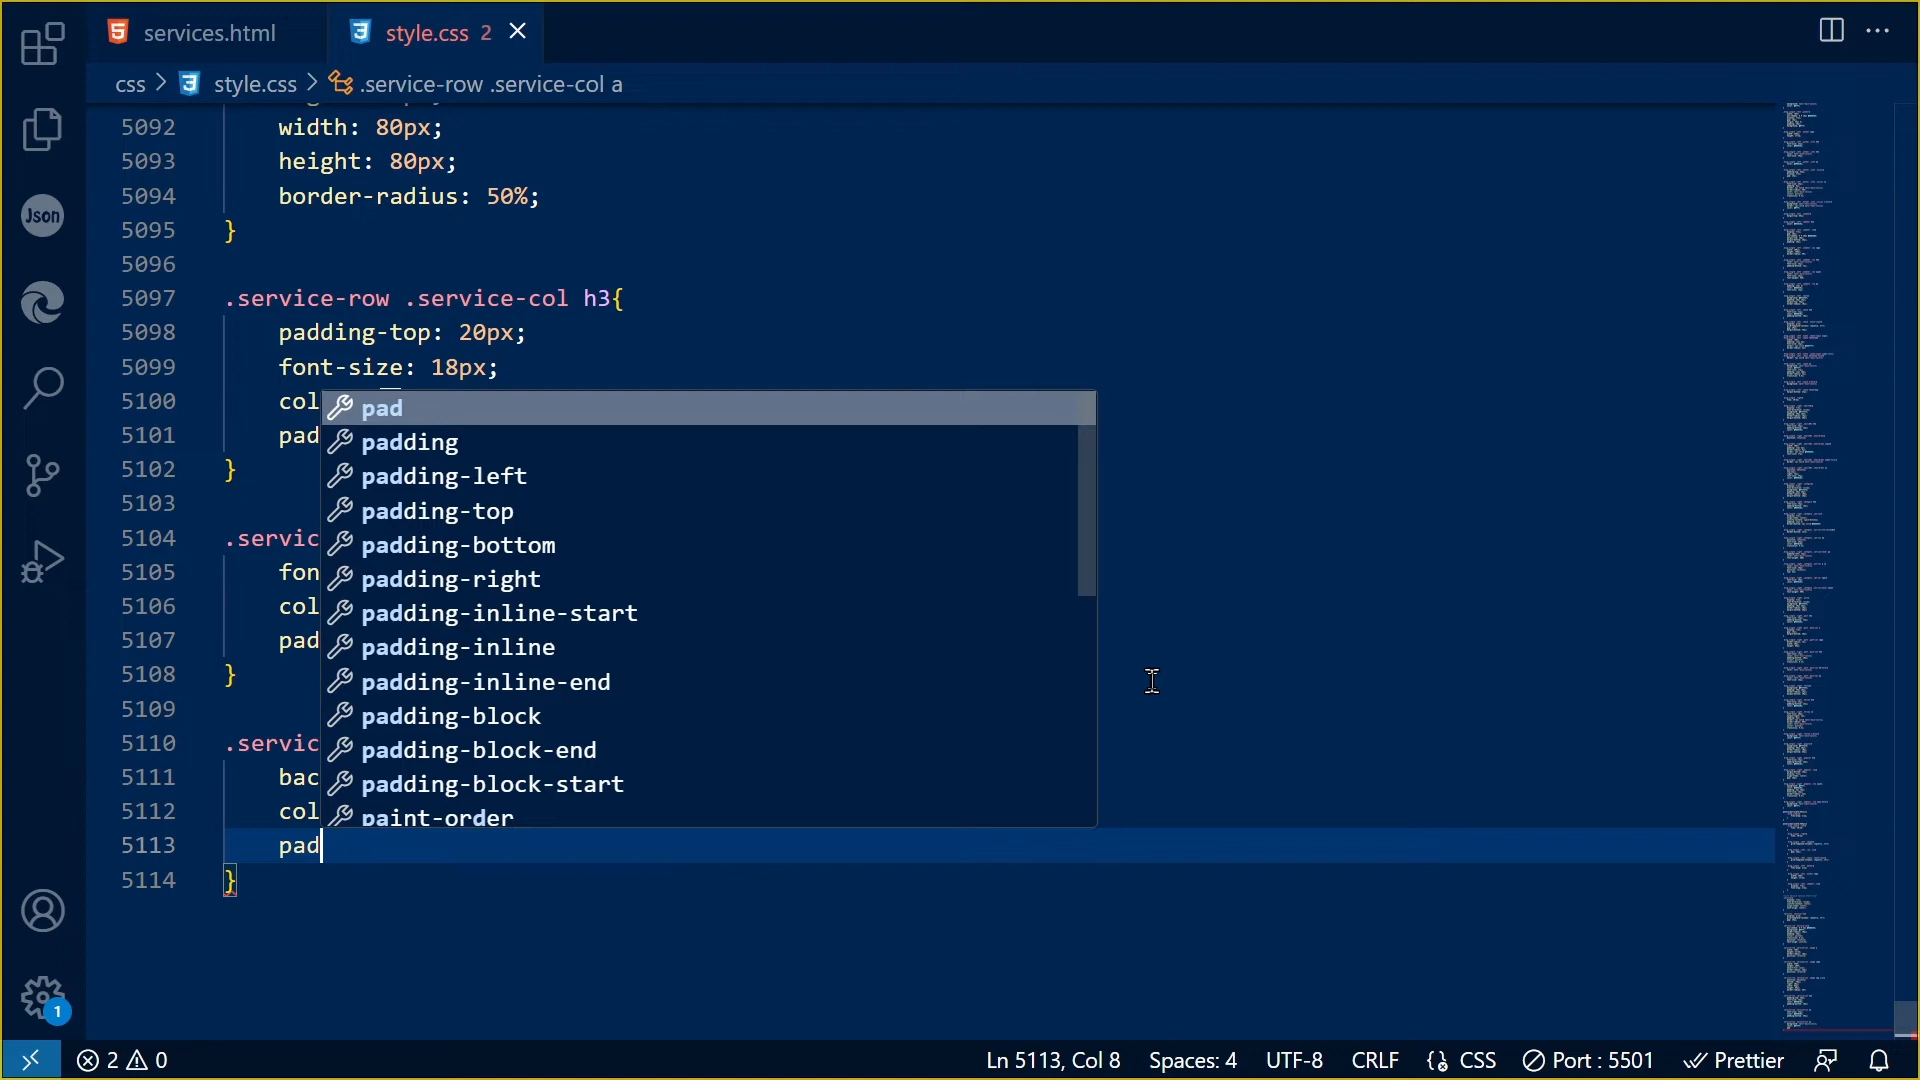 services.html
style.css 2
css > style.css > .service-row .service-col a
5092 width: 80px;
5093 height: 80px;
5094 border-radius: 50%;
5095 }
5096
5097 .service-row .service-col h3{
5098 padding-top: 20px;
5099 font-size: 18px;
5100 col
5101 pad
5102 }
5103
5104 .servic
5105 fon
5106 col
5107 pad
5108 }
5109
5110 .servic
5111 bac
5112 col
5113 pad
5114 }
pad
padding
padding-left
padding-top
padding-bottom
padding-right
padding-inline-start
padding-inline
padding-inline-end
padding-block
padding-block-end
padding-block-start
paint-order
Json
1
2 0
Ln 5113, Col 8
Spaces: 4
UTF-8
CRLF
CSS
Port : 5501
Prettier